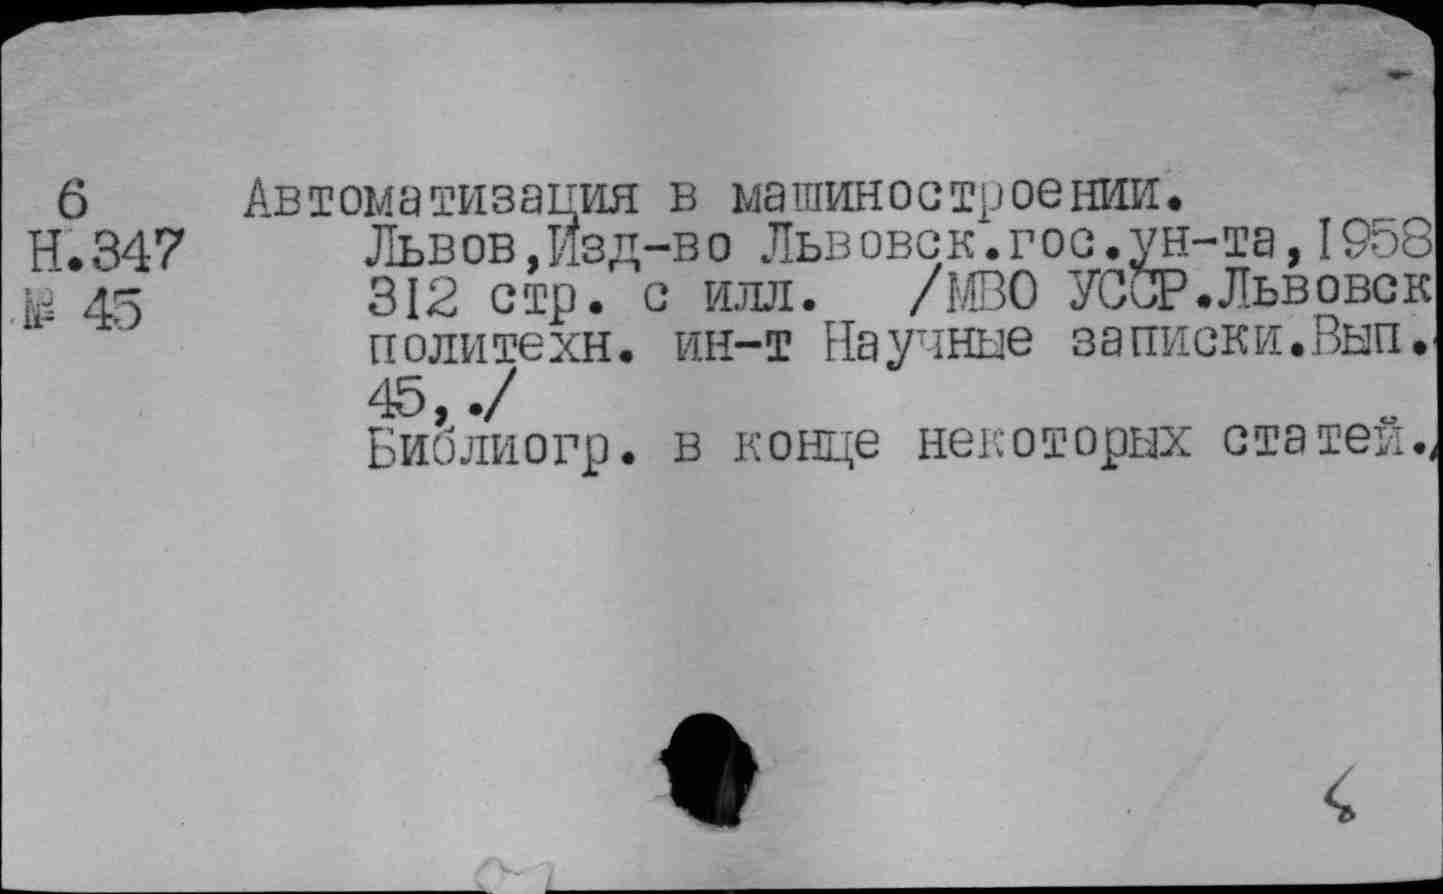 6 Автоматизация в машиностроении.
Н.347 Львов,Изд-во Львовск.гос.ун-та,1958
№ 45 312 стр. с илл. /МВО УССР.Львовск
политехн. ин-т Научные записки.Вып.
45,./
Библиогр. в конце некоторых статей.